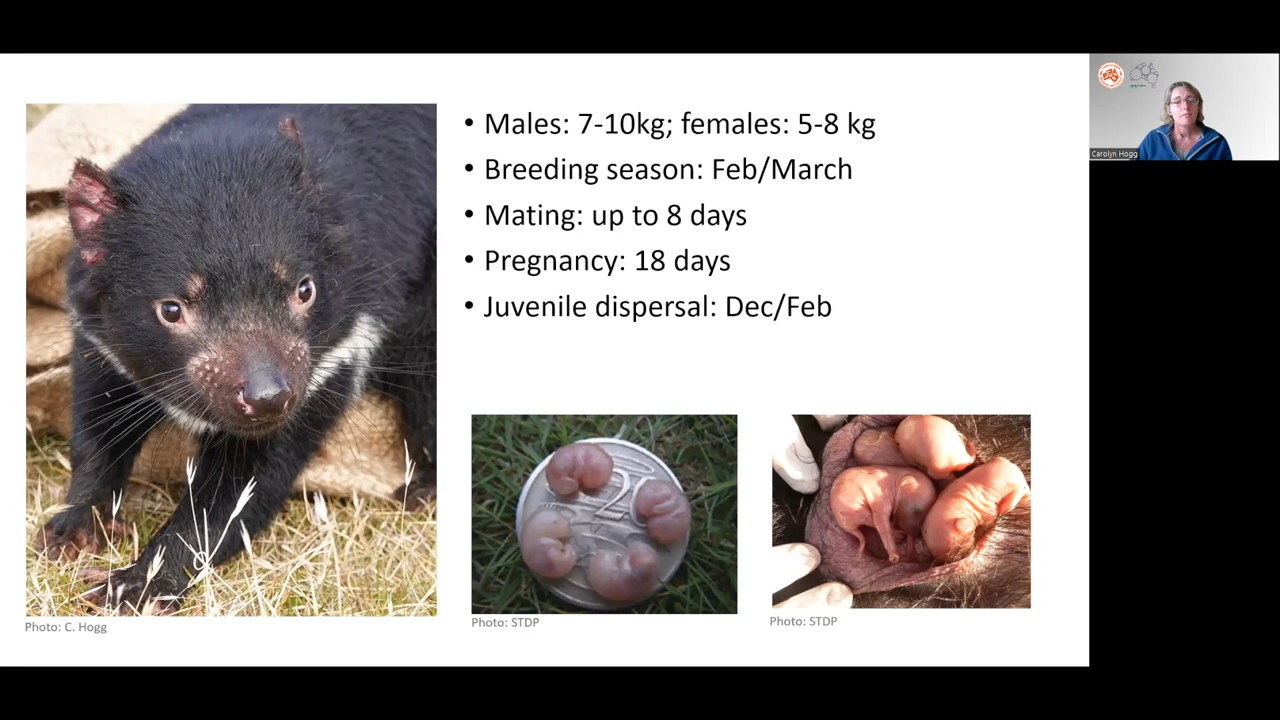 • Males: 7-10kg; females: 5-8 kg
• Breeding season: Feb/March
• Mating: up to 8 days
• Pregnancy: 18 days
• Juvenile dispersal: Dec/Feb
20
Photo: C. Hogg
Photo: STDP
Photo: STDP
Carolyn Hogg